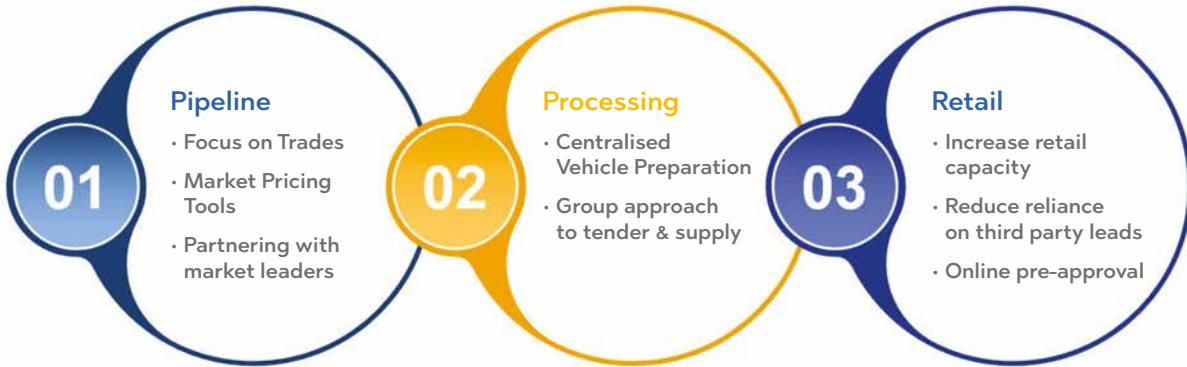 01
Pipeline
· Focus on Trades
· Market Pricing
Tools
· Partnering with
market leaders
02
Processing
· Centralised
Vehicle Preparation
· Group approach
to tender & supply
03
Retail
· Increase retail
capacity
· Reduce reliance
on third party leads
· Online pre-approval